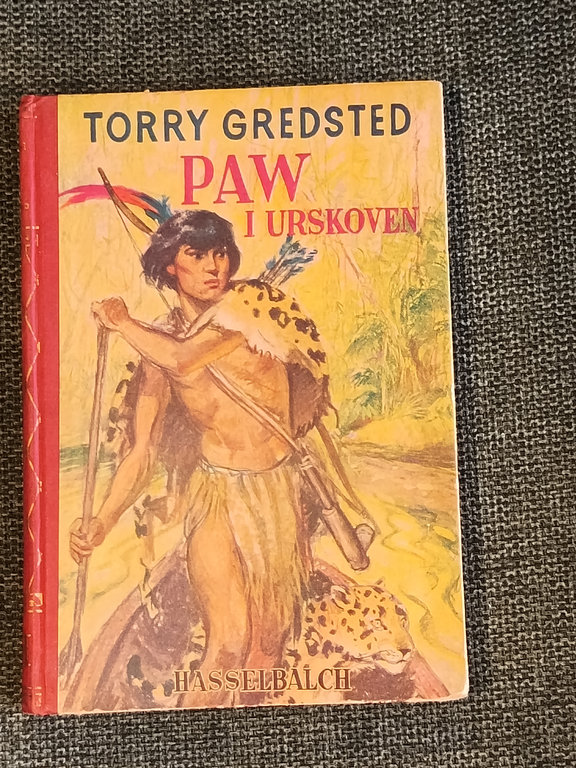 TORRY GREDSTED
PAW
I URSKOVEN
HASSELBALCH